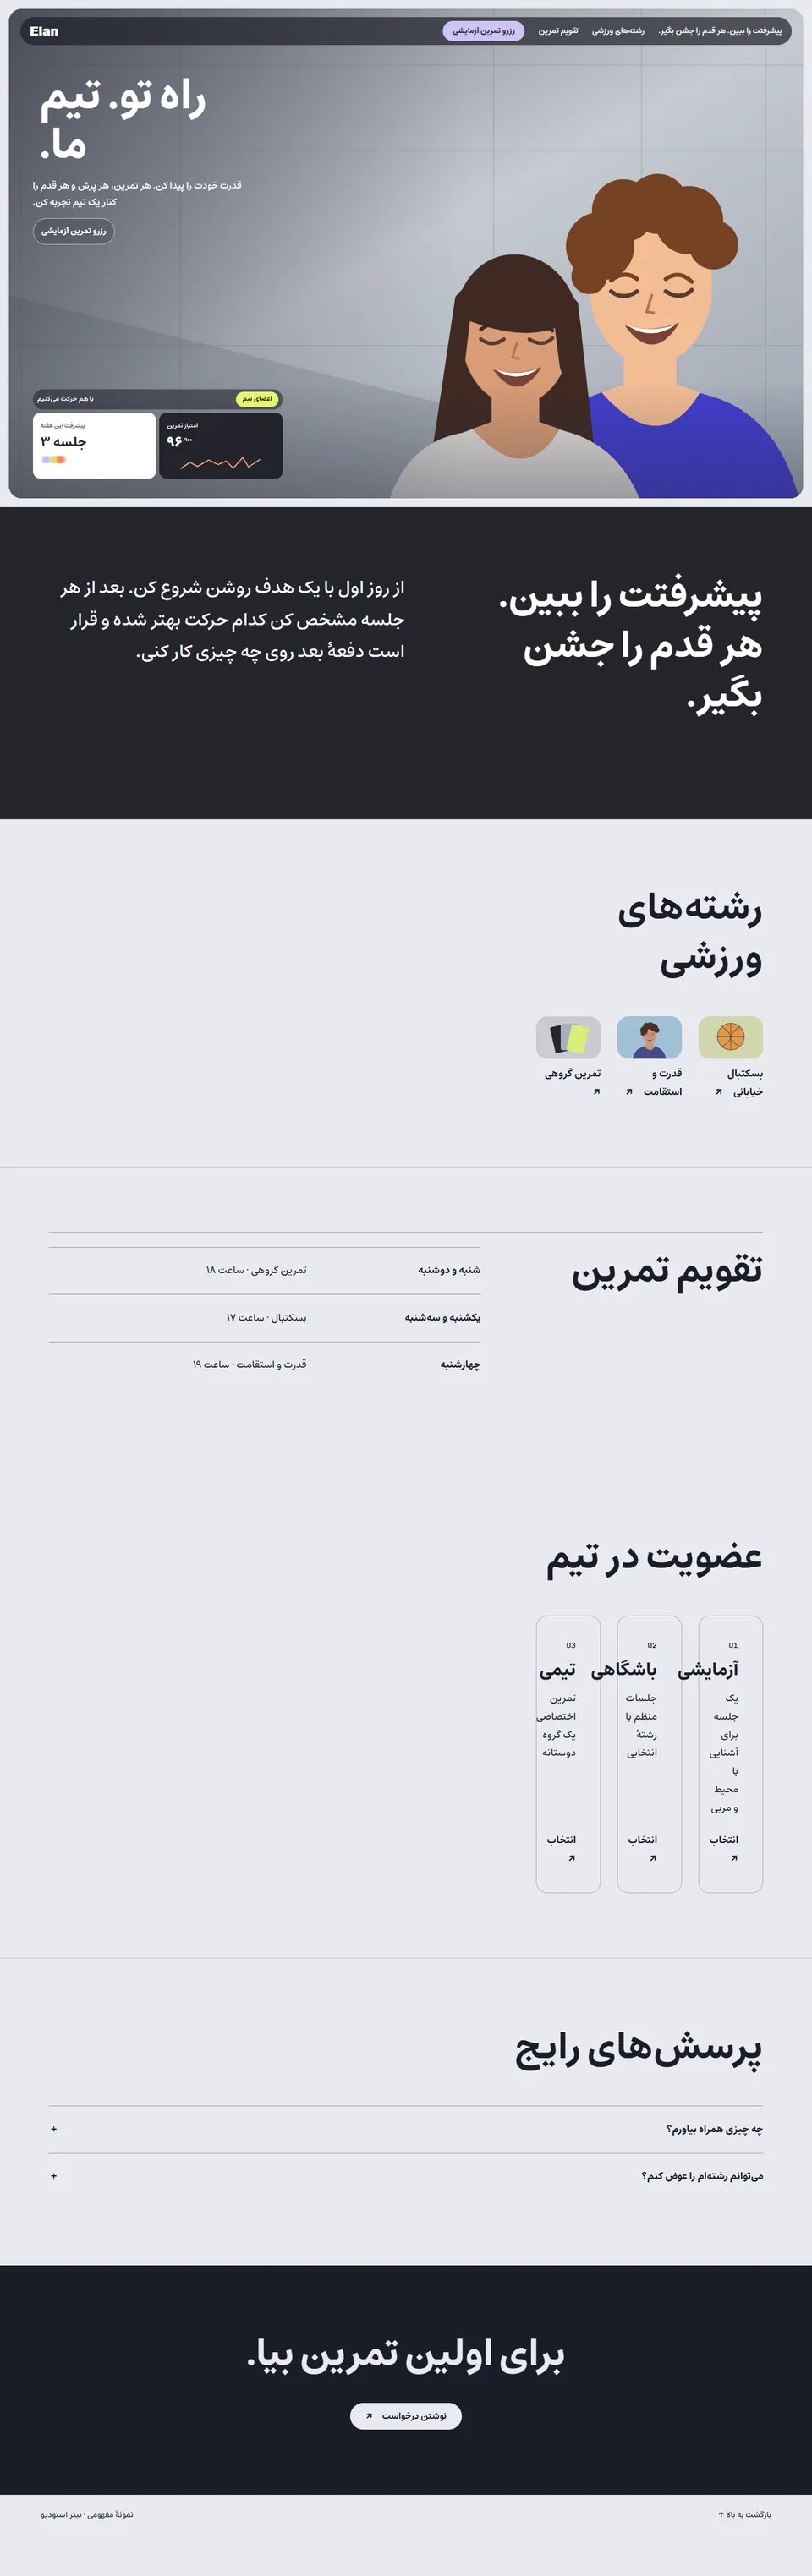 پیشرفتت را ببین. هر قدم را جشن بگیر.
رشته‌های ورزشی
تقویم تمرین
رزرو تمرین آزمایشی
Elan
راه تو. تیم
ما.
قدرت خودت را پیدا کن. هر تمرین، هر پرش و هر قدم را
کنار یک تیم تجربه کن.
رزرو تمرین آزمایشی
اعضای تیم
با هم حرکت می‌کنیم
امتیاز تمرین
۹۶/۱۰۰
پیشرفت این هفته
۳ جلسه
پیشرفتت را ببین.
هر قدم را جشن
بگیر.
از روز اول با یک هدف روشن شروع کن. بعد از هر
جلسه مشخص کن کدام حرکت بهتر شده و قرار
است دفعهٔ بعد روی چه چیزی کار کنی.
رشته‌های
ورزشی
بسکتبال
خیابانی ↗
قدرت و
استقامت ↗
تمرین گروهی
↗
تقویم تمرین
شنبه و دوشنبه
تمرین گروهی · ساعت ۱۸
یکشنبه و سه‌شنبه
بسکتبال · ساعت ۱۷
چهارشنبه
قدرت و استقامت · ساعت ۱۹
عضویت در تیم
01
آزمایشی
یک
جلسه
برای
آشنایی
با
محیط
و مربی
انتخاب
↗
02
باشگاهی
جلسات
منظم با
رشتهٔ
انتخابی
انتخاب
↗
03
تیمی
تمرین
اختصاصی
یک گروه
دوستانه
انتخاب
↗
پرسش‌های رایج
چه چیزی همراه بیاورم؟ +
می‌توانم رشته‌ام را عوض کنم؟ +
برای اولین تمرین بیا.
نوشتن درخواست ↗
بازگشت به بالا ↑
نمونهٔ مفهومی · بیتر استودیو